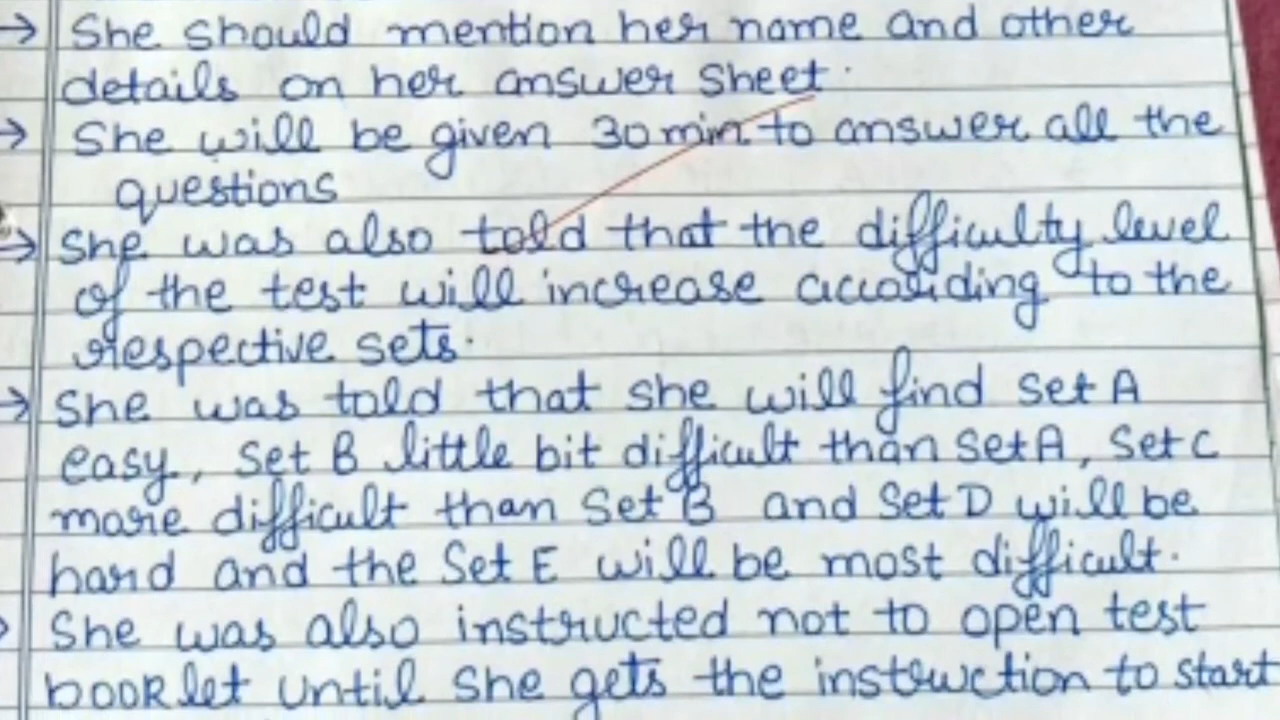 → She should mention her name and other
details on her answer sheet.
→ She will be given 30 min to answer all the
questions
→ She was also told that the difficulty level
of the test will increase according to the
respective sets.
→ She was told that she will find Set A
easy, Set B little bit difficult than Set A, Set C
more difficult than Set B and Set D will be
hard and the Set E will be most difficult.
→ She was also instructed not to open test
booklet until she gets the instruction to start